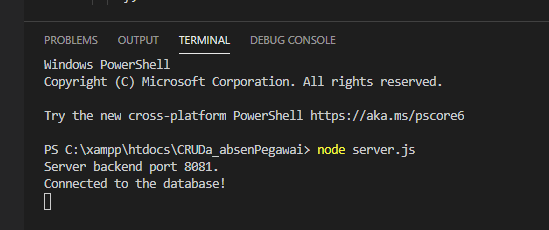 PROBLEMS OUTPUT TERMINAL DEBUG CONSOLE
Windows PowerShell
Copyright (C) Microsoft Corporation. All rights reserved.
Try the new cross-platform PowerShell https://aka.ms/pscore6
PS C:\xampp\htdocs\CRUDa_absenPegawai> node server.js
Server backend port 8081.
Connected to the database!